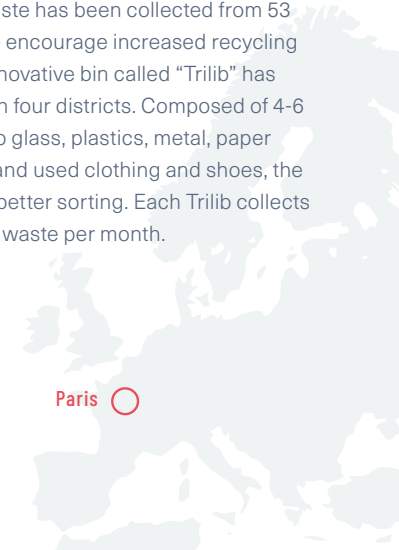 ste has been collected from 53
encourage increased recycling
novative bin called “Trilib” has
n four districts. Composed of 4-6
o glass, plastics, metal, paper
and used clothing and shoes, the
better sorting. Each Trilib collects
waste per month.
Paris